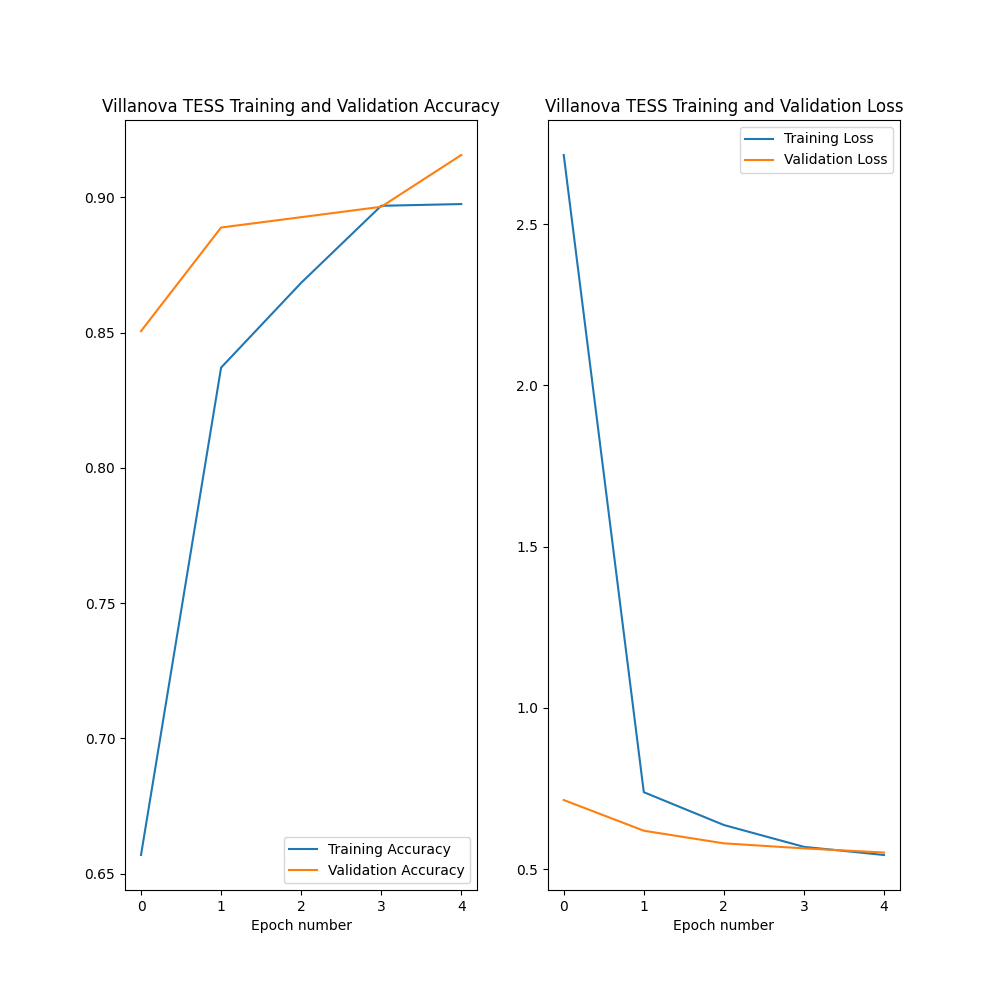 Villanova TESS Training and Validation Accuracy
0.90
0.85
0.80
0.75
0.70
0.65
Training Accuracy
Validation Accuracy
0 1 2 3 4
Epoch number
Villanova TESS Training and Validation Loss
Training Loss
Validation Loss
2.5
2.0
1.5
1.0
0.5
0 1 2 3 4
Epoch number